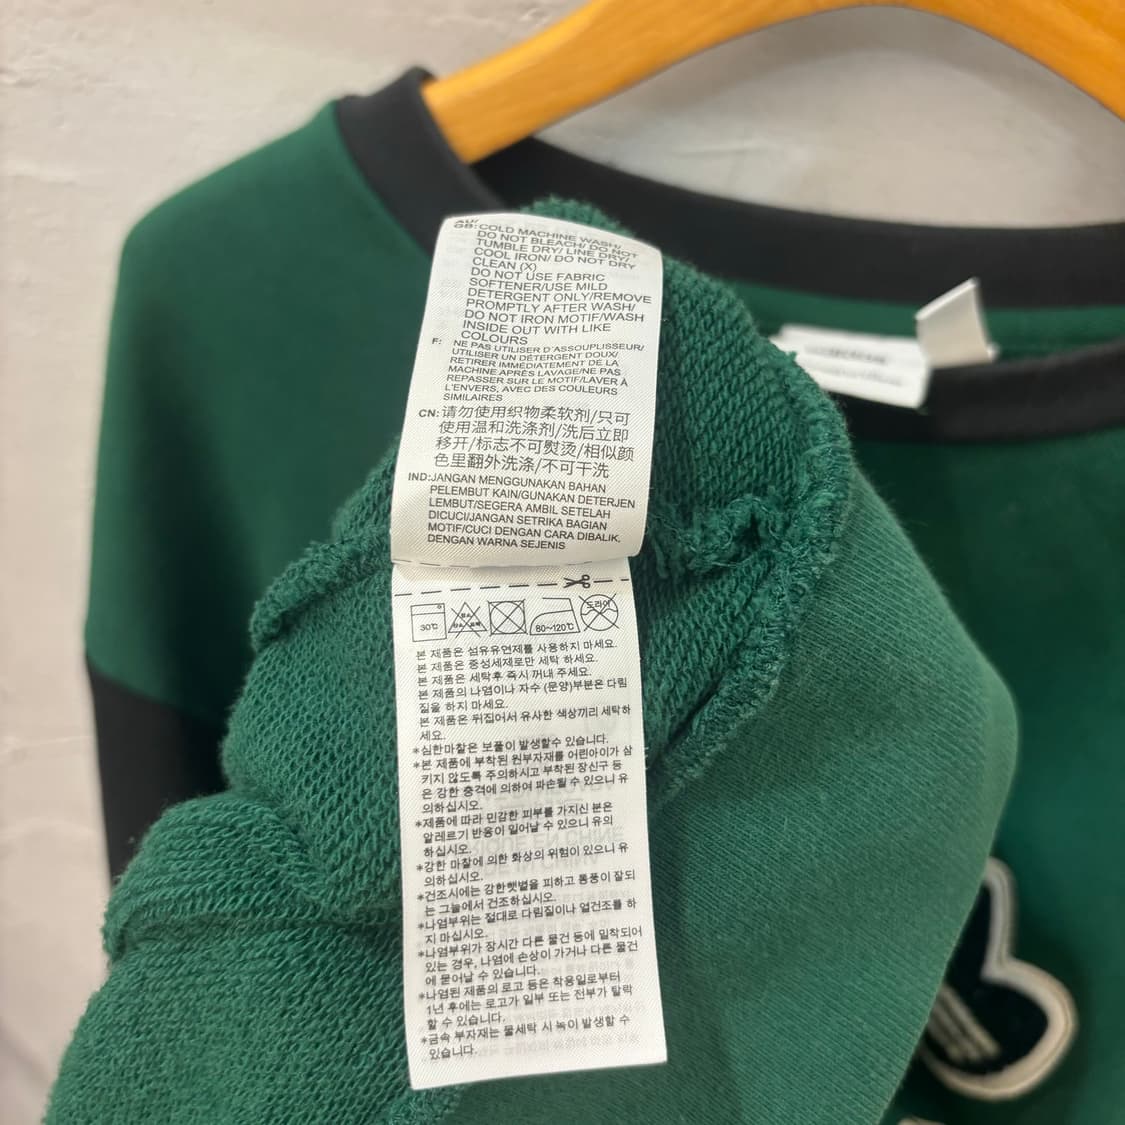 AU/
GB: COLD MACHINE WASH/
DO NOT BLEACH/ DO NOT
TUMBLE DRY/ LINE DRY/
COOL IRON/ DO NOT DRY
CLEAN (X)
DO NOT USE FABRIC
SOFTENER/USE MILD
DETERGENT ONLY/REMOVE
PROMPTLY AFTER WASH/
DO NOT IRON MOTIF/WASH
INSIDE OUT WITH LIKE
COLOURS
F: NE PAS UTILISER D'ASSOUPLISSEUR/
UTILISER UN DÉTERGENT DOUX/
RETIRER IMMÉDIATEMENT DE LA
MACHINE APRÈS LAVAGE/NE PAS
REPASSER SUR LE MOTIF/LAVER À
L'ENVERS, AVEC DES COULEURS
SIMILAIRES
CN: 请勿使用织物柔软剂/只可
使用温和洗涤剂/洗后立即
移开/标志不可熨烫/相似颜
色里翻外洗涤/不可干洗
IND: JANGAN MENGGUNAKAN BAHAN
PELEMBUT KAIN/GUNAKAN DETERJEN
LEMBUT/SEGERA AMBIL SETELAH
DICUCI/JANGAN SETRIKA BAGIAN
MOTIF/CUCI DENGAN CARA DIBALIK,
DENGAN WARNA SEJENIS
30℃ 염소 산소 표백 80~120℃ 드라이
본 제품은 섬유유연제를 사용하지 마세요.
본 제품은 중성세제로만 세탁 하세요.
본 제품은 세탁후 즉시 꺼내 주세요.
본 제품의 나염이나 자수 (문양)부분은 다림
질을 하지 마세요.
본 제품은 뒤집어서 유사한 색상끼리 세탁하
세요.
*심한마찰은 보풀이 발생할수 있습니다.
*본 제품에 부착된 원부자재를 어린아이가 삼
키지 않도록 주의하시고 부착된 장신구 등
은 강한 충격에 의하여 파손될 수 있으니 유
의하십시오.
*제품에 따라 민감한 피부를 가지신 분은
알레르기 반응이 일어날 수 있으니 유의
하십시오.
*강한 마찰에 의한 화상의 위험이 있으니 유
의하십시오.
*건조시에는 강한햇볕을 피하고 통풍이 잘되
는 그늘에서 건조하십시오.
*나염부위는 절대로 다림질이나 열건조를 하
지 마십시오.
*나염부위가 장시간 다른 물건 등에 밀착되어
있는 경우, 나염에 손상이 가거나 다른 물건
에 묻어날 수 있습니다.
*나염된 제품의 로고 등은 착용일로부터
1년 후에는 로고가 일부 또는 전부가 탈락
할 수 있습니다.
*금속 부자재는 물세탁 시 녹이 발생할 수
있습니다.